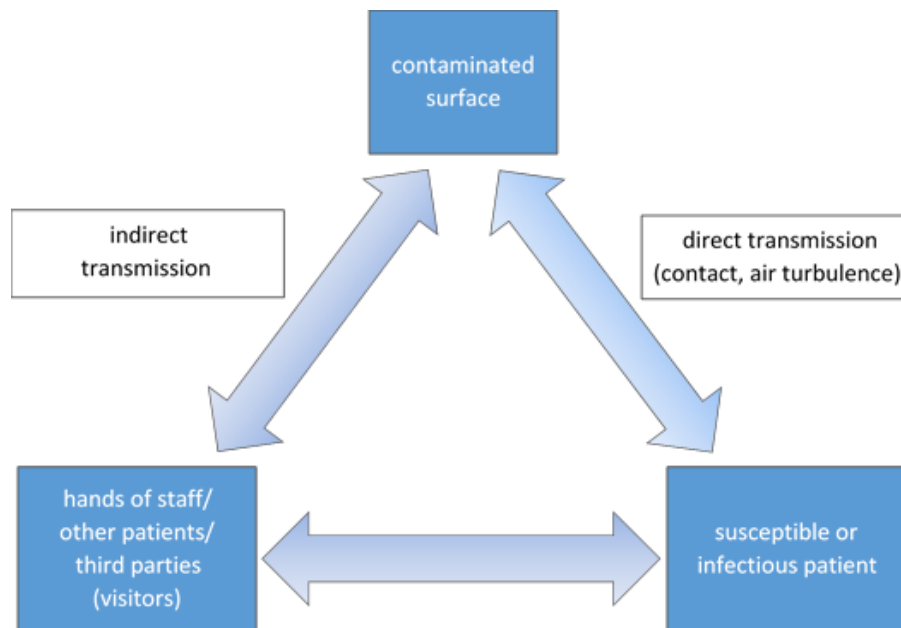 contaminated
surface
indirect
transmission
direct transmission
(contact, air turbulence)
hands of staff/
other patients/
third parties
(visitors)
susceptible or
infectious patient